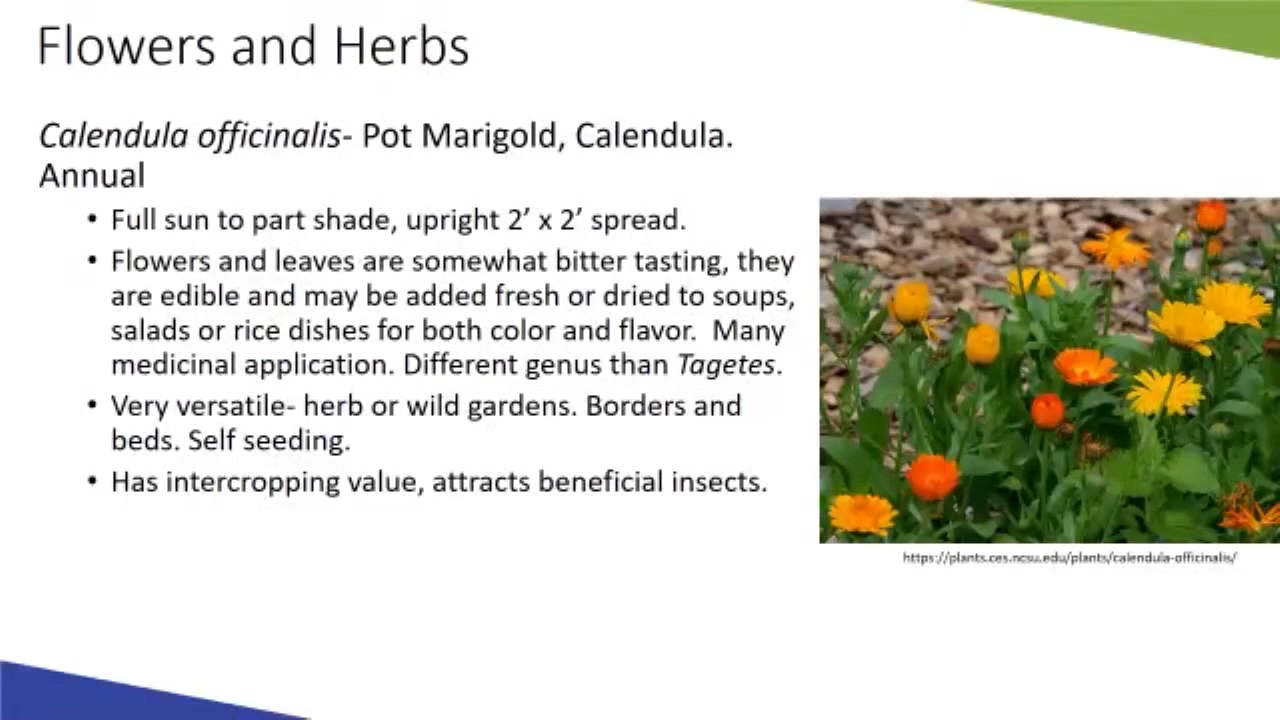 Flowers and Herbs
Calendula officinalis- Pot Marigold, Calendula.
Annual
• Full sun to part shade, upright 2’ x 2’ spread.
• Flowers and leaves are somewhat bitter tasting, they
are edible and may be added fresh or dried to soups,
salads or rice dishes for both color and flavor.  Many
medicinal application. Different genus than Tagetes.
• Very versatile- herb or wild gardens. Borders and
beds. Self seeding.
• Has intercropping value, attracts beneficial insects.
https://plants.ces.ncsu.edu/plants/calendula-officinalis/